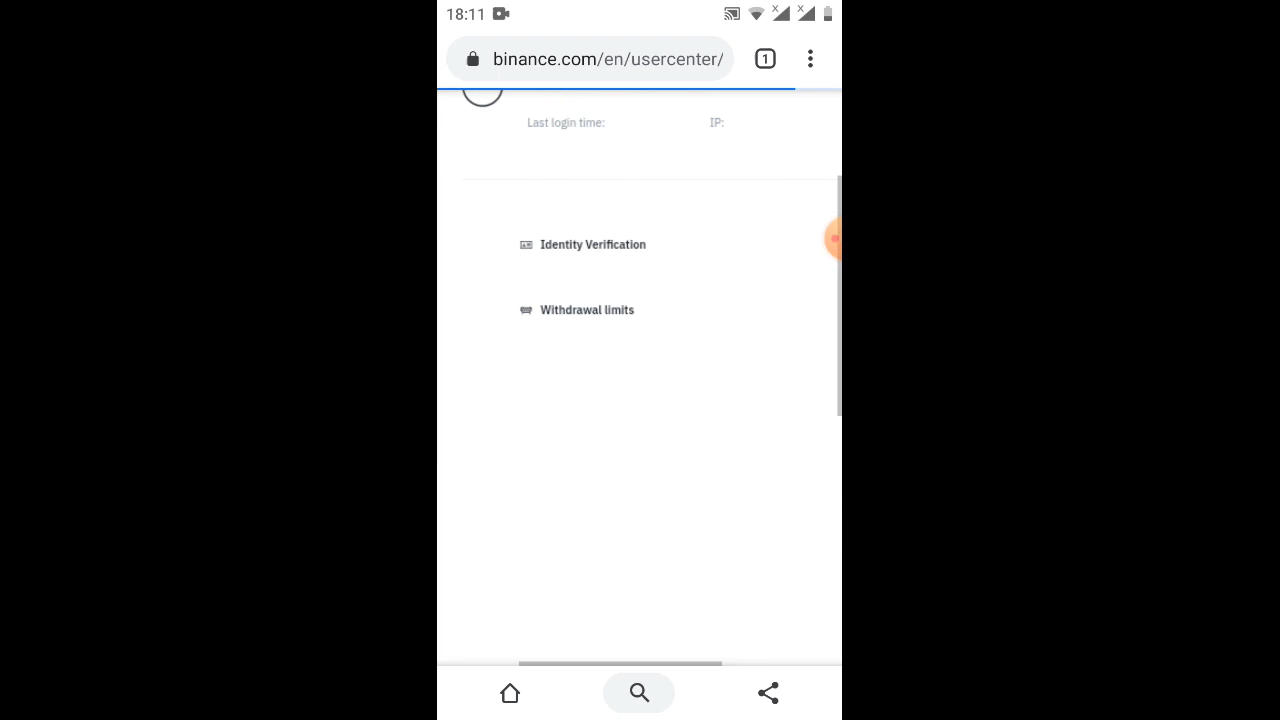 18:11
binance.com/en/usercenter/
1
Last login time: IP:
Identity Verification
Withdrawal limits